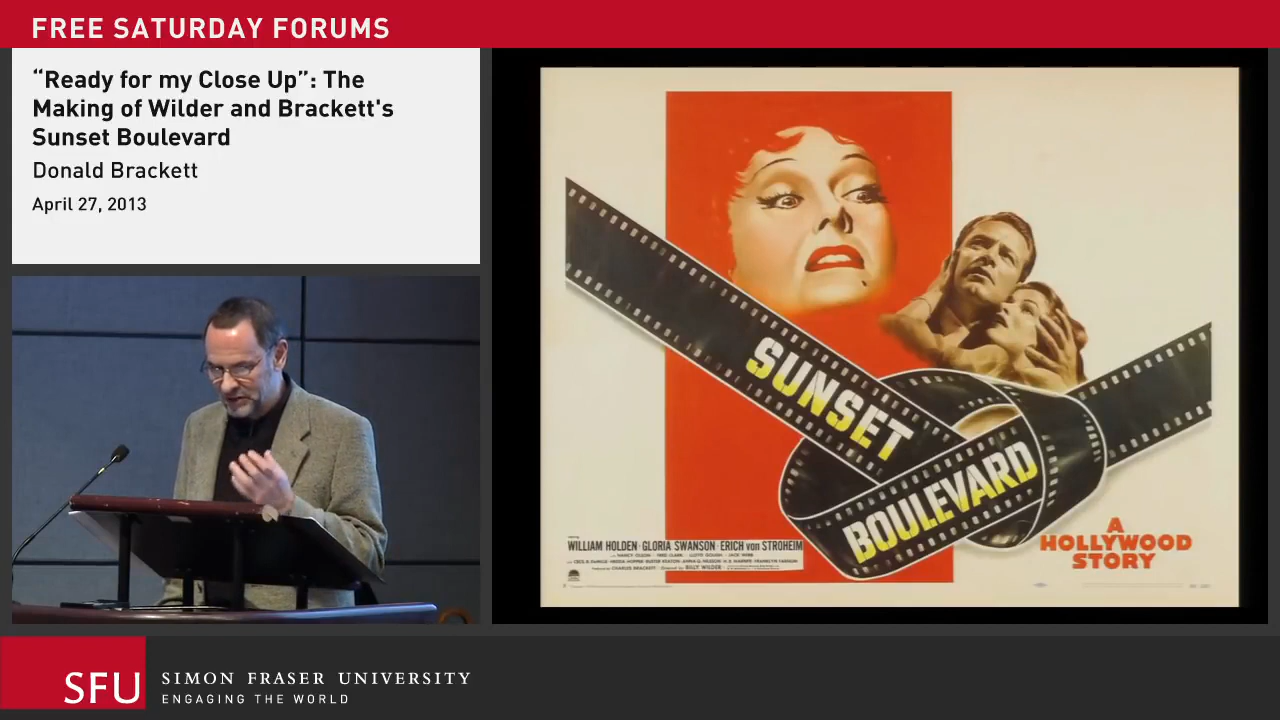 FREE SATURDAY FORUMS
“Ready for my Close Up”: The
Making of Wilder and Brackett's
Sunset Boulevard
Donald Brackett
April 27, 2013
SUNSET
BOULEVARD
A
HOLLYWOOD
STORY
WILLIAM HOLDEN · GLORIA SWANSON · ERICH von STROHEIM
SFU
SIMON FRASER UNIVERSITY
ENGAGING THE WORLD